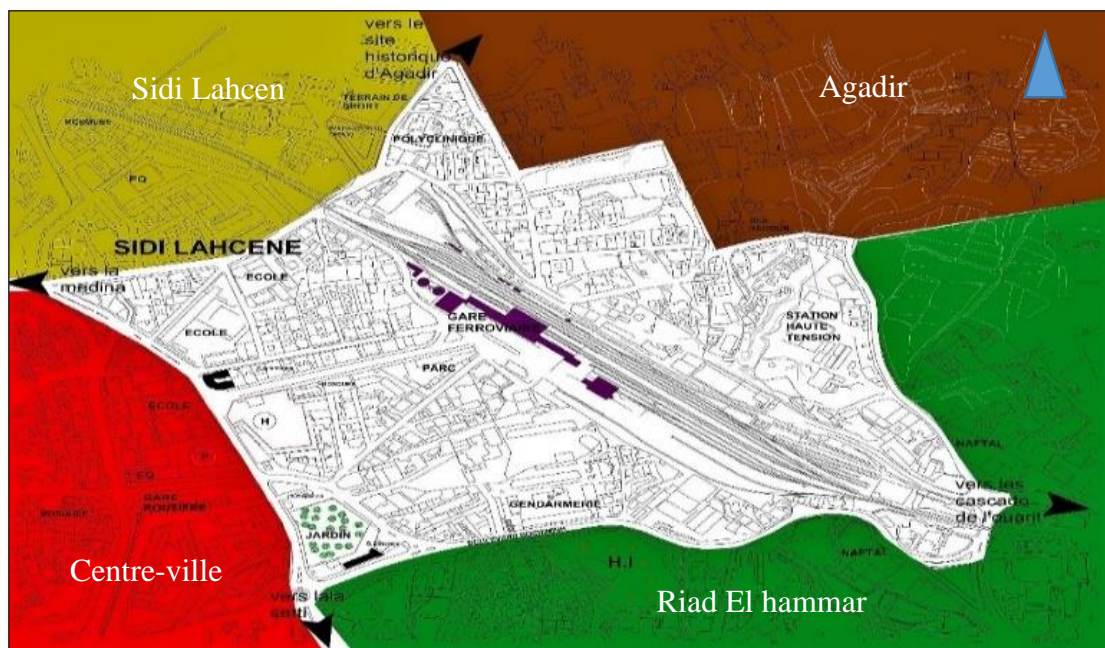 vers le
site
historique
d'Agadir
Sidi Lahcen
Agadir
TERRAIN DE
SPORT
POLYCLINIQUE
EQ
SIDI LAHCENE
vers la
medina
ECOLE
ECOLE
GARE
FERROVIAIRE
STATION
HAUTE
TENSION
PARC
ECOLE
H
EQ
GARE
ROUTIERE
NAFTAL
vers les
cascade
de l'ourit
GENDARMERIE
JARDIN
H.I
NAFTAL
Centre-ville
vers lala
setti
Riad El hammar